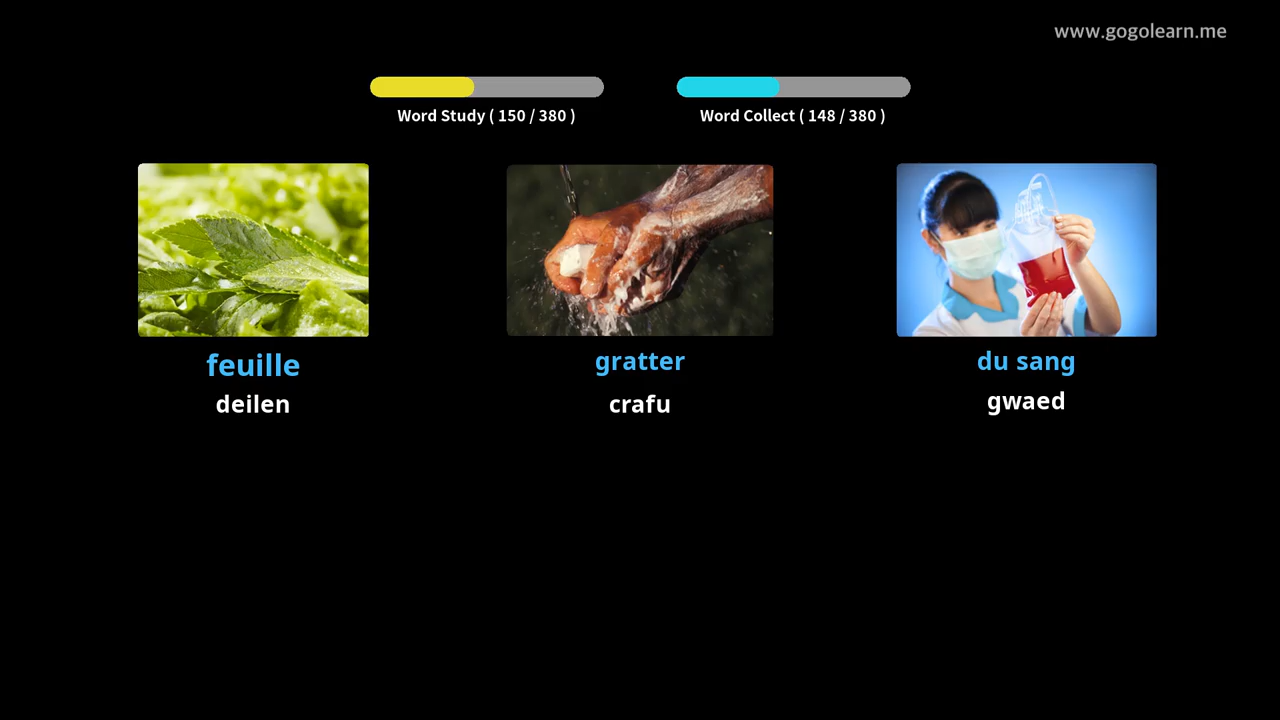 www.gogolearn.me
Word Study ( 150 / 380 )
Word Collect ( 148 / 380 )
feuille
gratter
du sang
deilen
crafu
gwaed